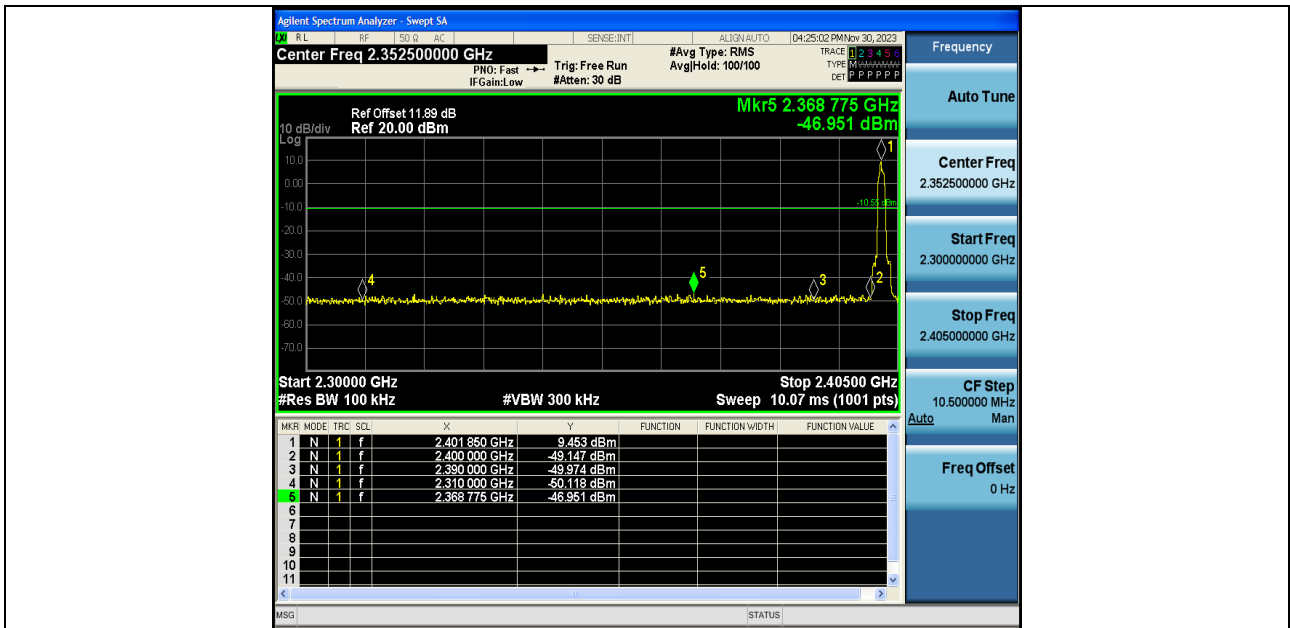 Agilent Spectrum Analyzer - Swept SA
RL RF 50 Ω AC SENSE:INT ALIGN AUTO 04:25:02 PM Nov 30, 2023
Center Freq 2.352500000 GHz
PNO: Fast
IFGain:Low
Trig: Free Run
#Atten: 30 dB
#Avg Type: RMS
Avg|Hold: 100/100
TRACE 1 2 3 4 5 6
TYPE M
DET P P P P P P
Frequency
Auto Tune
Center Freq
2.352500000 GHz
Start Freq
2.300000000 GHz
Stop Freq
2.405000000 GHz
CF Step
10.500000 MHz
Auto Man
Freq Offset
0 Hz
Mkr5 2.368 775 GHz
-46.951 dBm
Ref Offset 11.89 dB
10 dB/div Ref 20.00 dBm
Log
10.0
0.00
-10.0
-20.0
-30.0
-40.0
-50.0
-60.0
-70.0
-10.55 dBm
1
2
3
4
5
Start 2.30000 GHz Stop 2.40500 GHz
#Res BW 100 kHz #VBW 300 kHz Sweep 10.07 ms (1001 pts)
MKR MODE TRC SCL X Y FUNCTION FUNCTION WIDTH FUNCTION VALUE
1 N 1 f 2.401 850 GHz 9.453 dBm
2 N 1 f 2.400 000 GHz -49.147 dBm
3 N 1 f 2.390 000 GHz -49.974 dBm
4 N 1 f 2.310 000 GHz -50.118 dBm
5 N 1 f 2.368 775 GHz -46.951 dBm
6
7
8
9
10
11
MSG STATUS